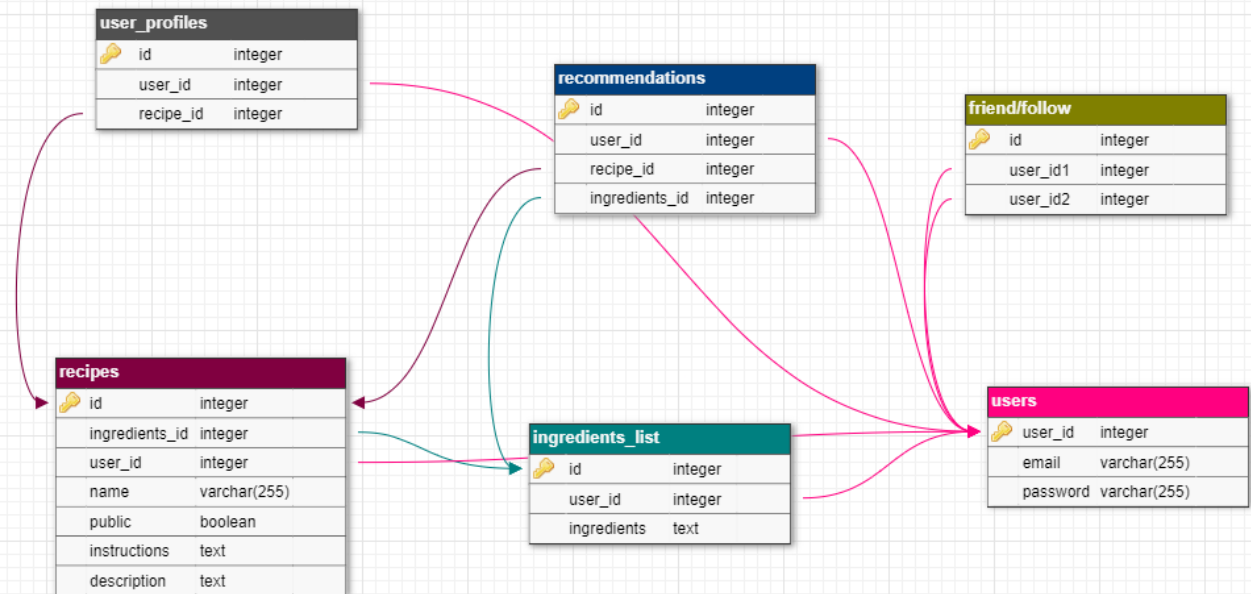 user_profiles
id integer
user_id integer
recipe_id integer
recommendations
id integer
user_id integer
recipe_id integer
ingredients_id integer
friend/follow
id integer
user_id1 integer
user_id2 integer
recipes
id integer
ingredients_id integer
user_id integer
name varchar(255)
public boolean
instructions text
description text
ingredients_list
id integer
user_id integer
ingredients text
users
user_id integer
email varchar(255)
password varchar(255)